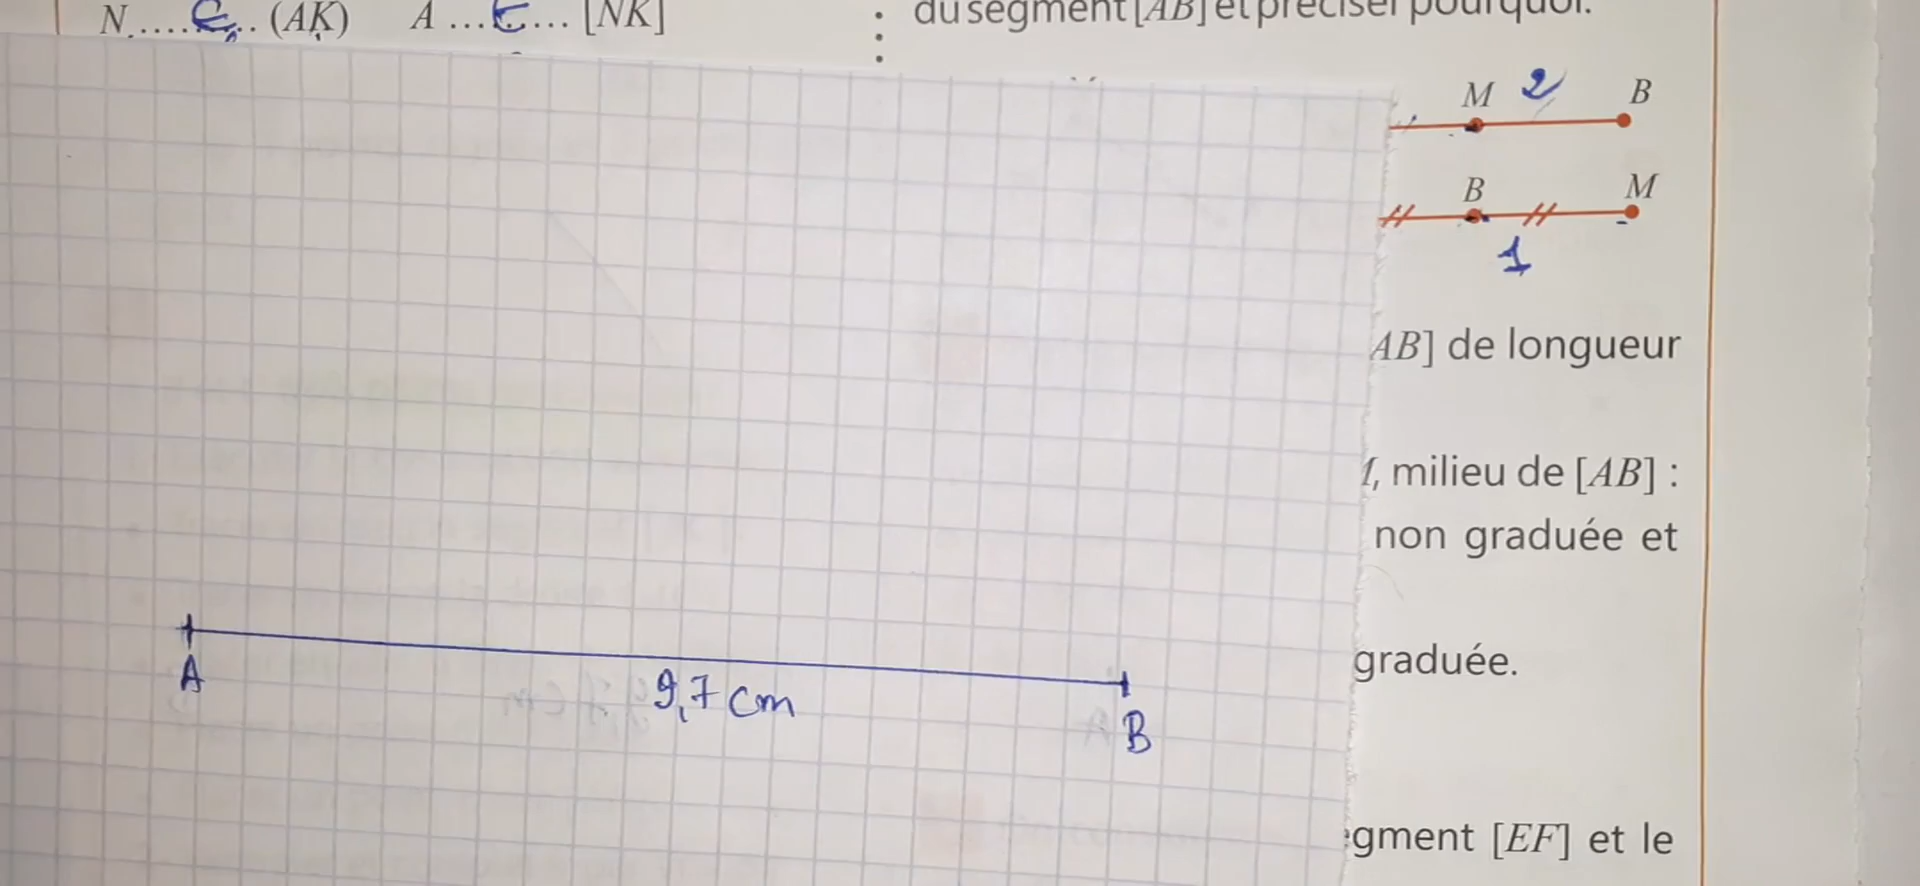 N.....∈... (AK)
A ...∈... [NK]
du segment [AB] et préciser pourquoi.
M 2 B
B M
1
AB] de longueur
milieu de [AB] :
non graduée et
graduée.
A
9,7 cm
B
[EF] et le